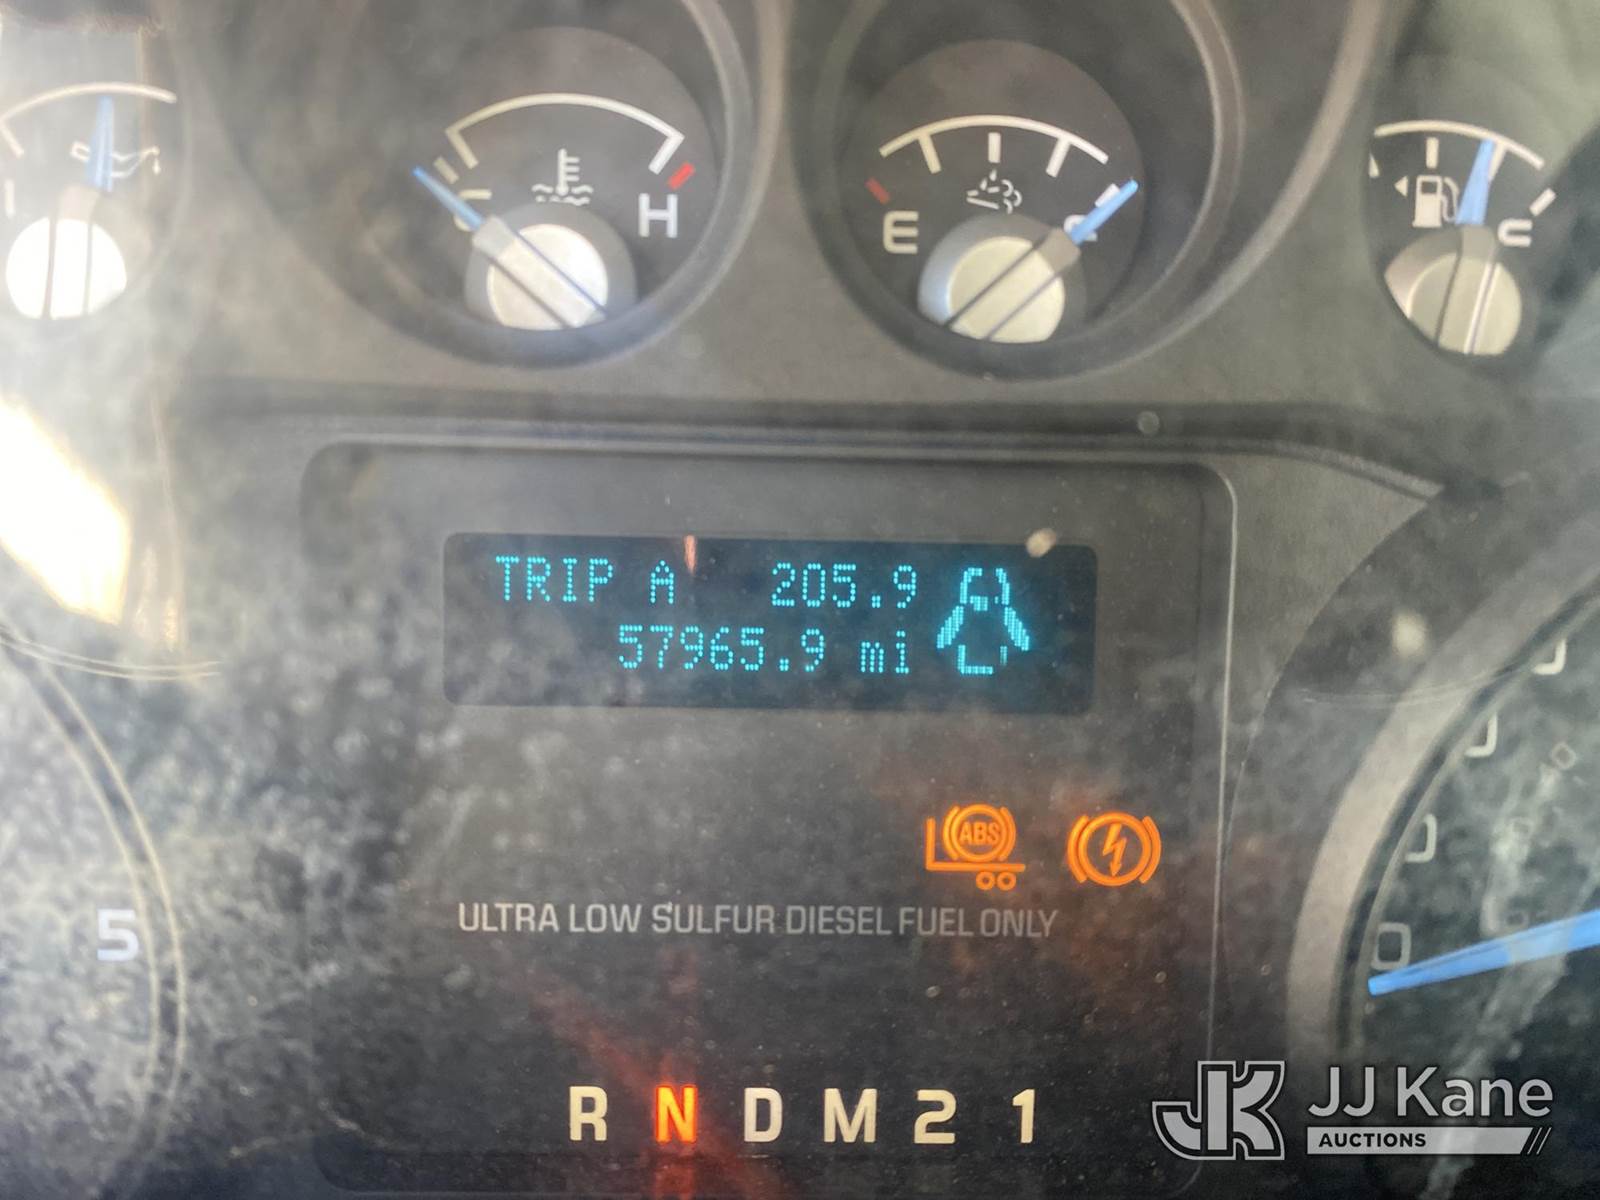 C H
E F
F
TRIP A 205.9
57965.9 mi
ABS
ULTRA LOW SULFUR DIESEL FUEL ONLY
5
0
R N D M 2 1
JK JJ Kane
AUCTIONS